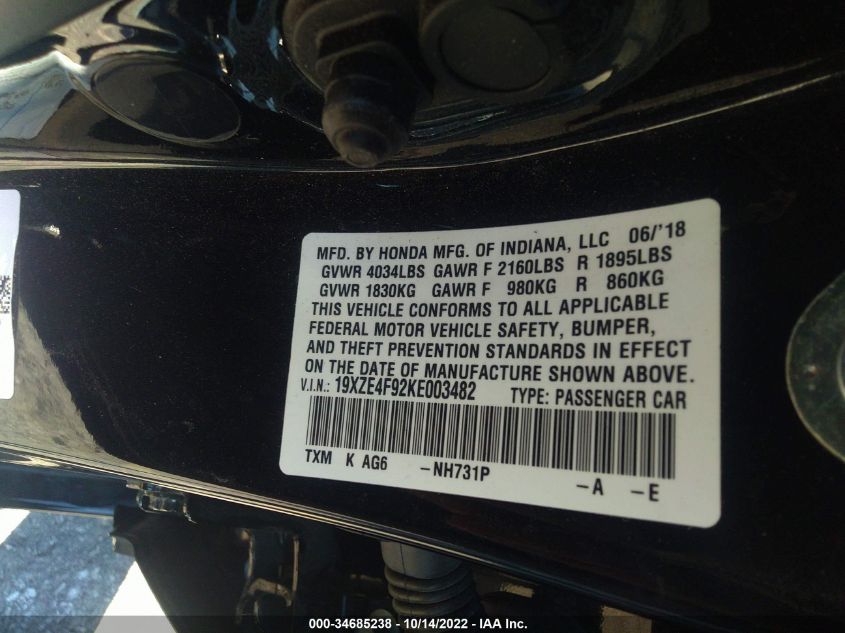 MFD. BY HONDA MFG. OF INDIANA, LLC 06/'18
GVWR 4034LBS GAWR F 2160LBS R 1895LBS
GVWR 1830KG GAWR F 980KG R 860KG
THIS VEHICLE CONFORMS TO ALL APPLICABLE
FEDERAL MOTOR VEHICLE SAFETY, BUMPER,
AND THEFT PREVENTION STANDARDS IN EFFECT
ON THE DATE OF MANUFACTURE SHOWN ABOVE.
V.I.N.: 19XZE4F92KE003482 TYPE: PASSENGER CAR
TXM K AG6 -NH731P -A -E
000-34685238 - 10/14/2022 - IAA Inc.